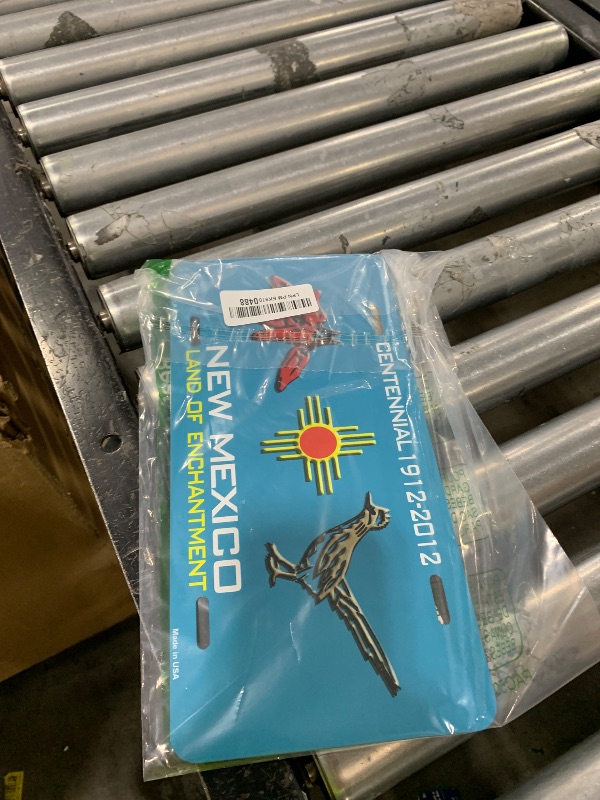 CENTENNIAL 1912-2012
NEW MEXICO
LAND OF ENCHANTMENT
Made in USA